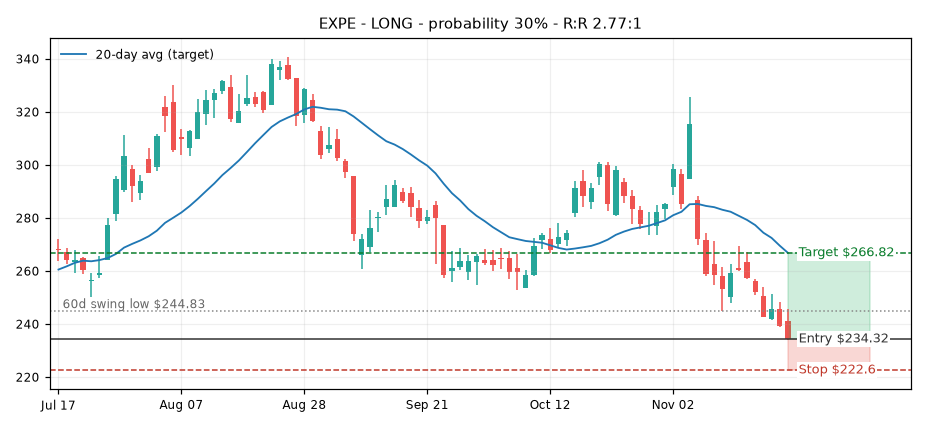 EXPE - LONG - probability 30% - R:R 2.77:1
20-day avg (target)
340
320
300
280
260
240
220
Target $266.82
60d swing low $244.83
Entry $234.32
Stop $222.6
Jul 17
Aug 07
Aug 28
Sep 21
Oct 12
Nov 02